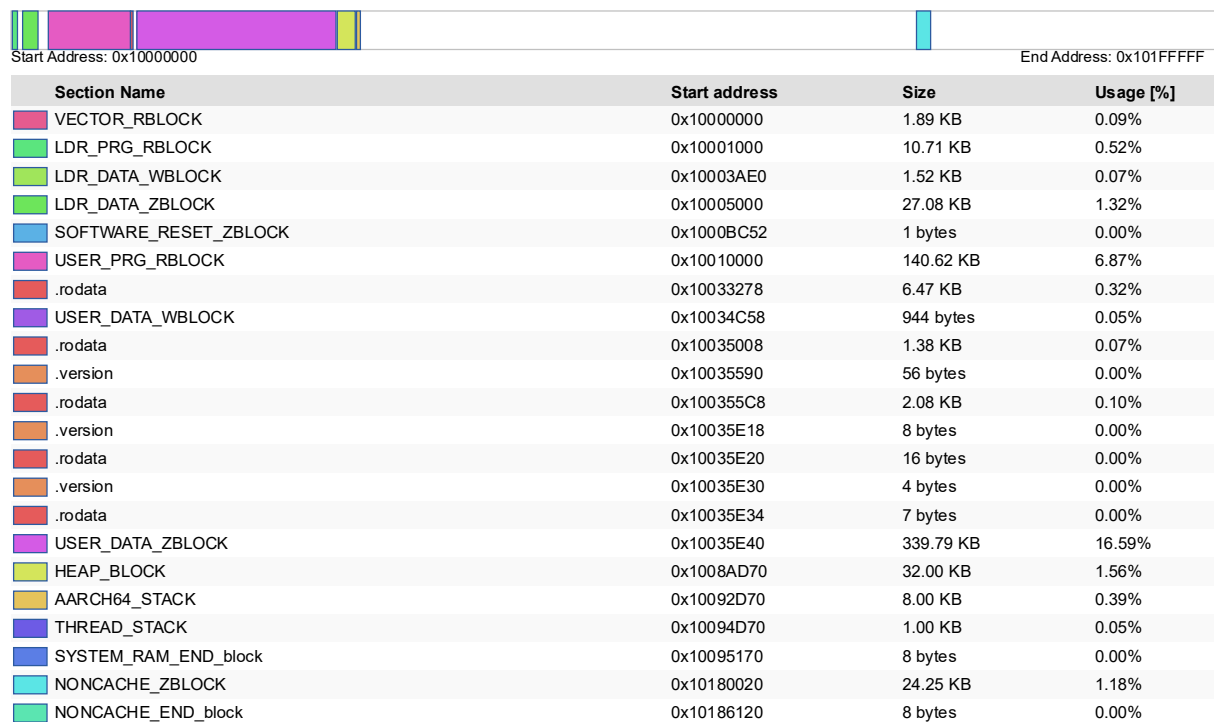 Start Address: 0x10000000 End Address: 0x101FFFFF
Section Name Start address Size Usage [%]
VECTOR_RBLOCK 0x10000000 1.89 KB 0.09%
LDR_PRG_RBLOCK 0x10001000 10.71 KB 0.52%
LDR_DATA_WBLOCK 0x10003AE0 1.52 KB 0.07%
LDR_DATA_ZBLOCK 0x10005000 27.08 KB 1.32%
SOFTWARE_RESET_ZBLOCK 0x1000BC52 1 bytes 0.00%
USER_PRG_RBLOCK 0x10010000 140.62 KB 6.87%
.rodata 0x10033278 6.47 KB 0.32%
USER_DATA_WBLOCK 0x10034C58 944 bytes 0.05%
.rodata 0x10035008 1.38 KB 0.07%
.version 0x10035590 56 bytes 0.00%
.rodata 0x100355C8 2.08 KB 0.10%
.version 0x10035E18 8 bytes 0.00%
.rodata 0x10035E20 16 bytes 0.00%
.version 0x10035E30 4 bytes 0.00%
.rodata 0x10035E34 7 bytes 0.00%
USER_DATA_ZBLOCK 0x10035E40 339.79 KB 16.59%
HEAP_BLOCK 0x1008AD70 32.00 KB 1.56%
AARCH64_STACK 0x10092D70 8.00 KB 0.39%
THREAD_STACK 0x10094D70 1.00 KB 0.05%
SYSTEM_RAM_END_block 0x10095170 8 bytes 0.00%
NONCACHE_ZBLOCK 0x10180020 24.25 KB 1.18%
NONCACHE_END_block 0x10186120 8 bytes 0.00%